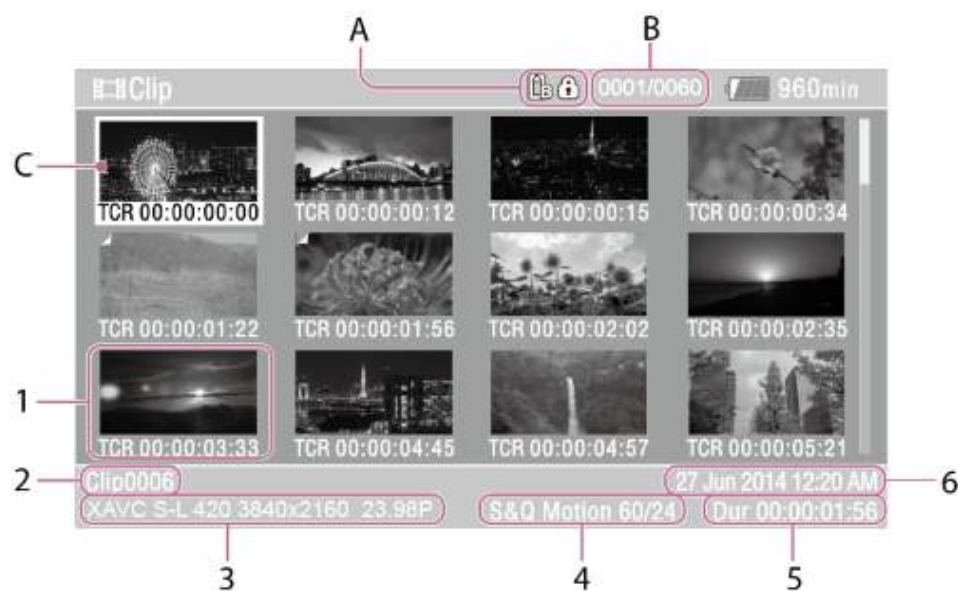 A B
Clip B 0001/0060 960min
C
TCR 00:00:00:00 TCR 00:00:00:12 TCR 00:00:00:15 TCR 00:00:00:34
TCR 00:00:01:22 TCR 00:00:01:56 TCR 00:00:02:02 TCR 00:00:02:35
1
TCR 00:00:03:33 TCR 00:00:04:45 TCR 00:00:04:57 TCR 00:00:05:21
2 Clip0006 27 Jun 2014 12:20 AM 6
XAVC S-L 420 3840x2160 23.98P S&Q Motion 60/24 Dur 00:00:01:56
3 4 5